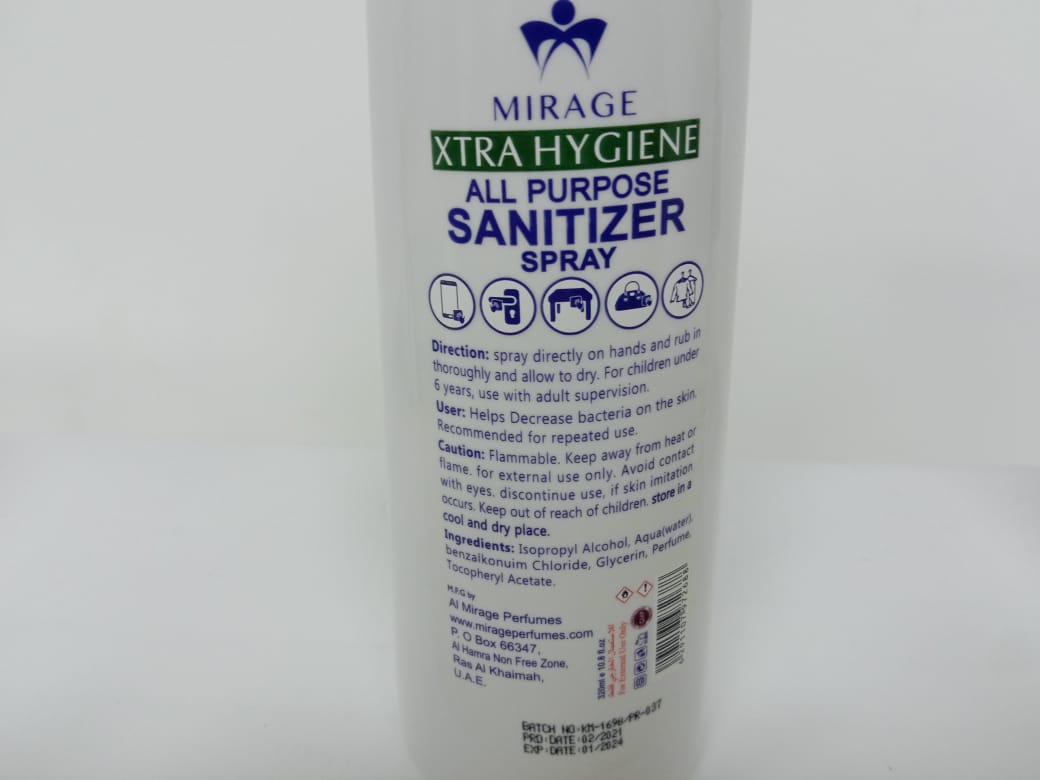 MIRAGE
XTRA HYGIENE
ALL PURPOSE
SANITIZER
SPRAY
Direction: spray directly on hands and rub in
thoroughly and allow to dry. For children under
6 years, use with adult supervision.
User: Helps Decrease bacteria on the skin.
Recommended for repeated use.
Caution: Flammable. Keep away from heat or
flame. for external use only. Avoid contact
with eyes. discontinue use, if skin imitation
occurs. Keep out of reach of children. store in a
cool and dry place.
Ingredients: Isopropyl Alcohol, Aqua(water),
benzalkonuim Chloride, Glycerin, Perfume,
Tocopheryl Acetate.
M.F.G by
Al Mirage Perfumes
www.mirageperfumes.com
P. O Box 66347,
Al Hamra Non Free Zone,
Ras Al Khaimah,
U.A.E.
320ml e 10.8 fl.oz
للاستعمال الخارجي فقط
For External Use Only
BATCH NO:KM-1698/PR-037
PRD:DATE:02/2021
EXP:DATE:01/2024